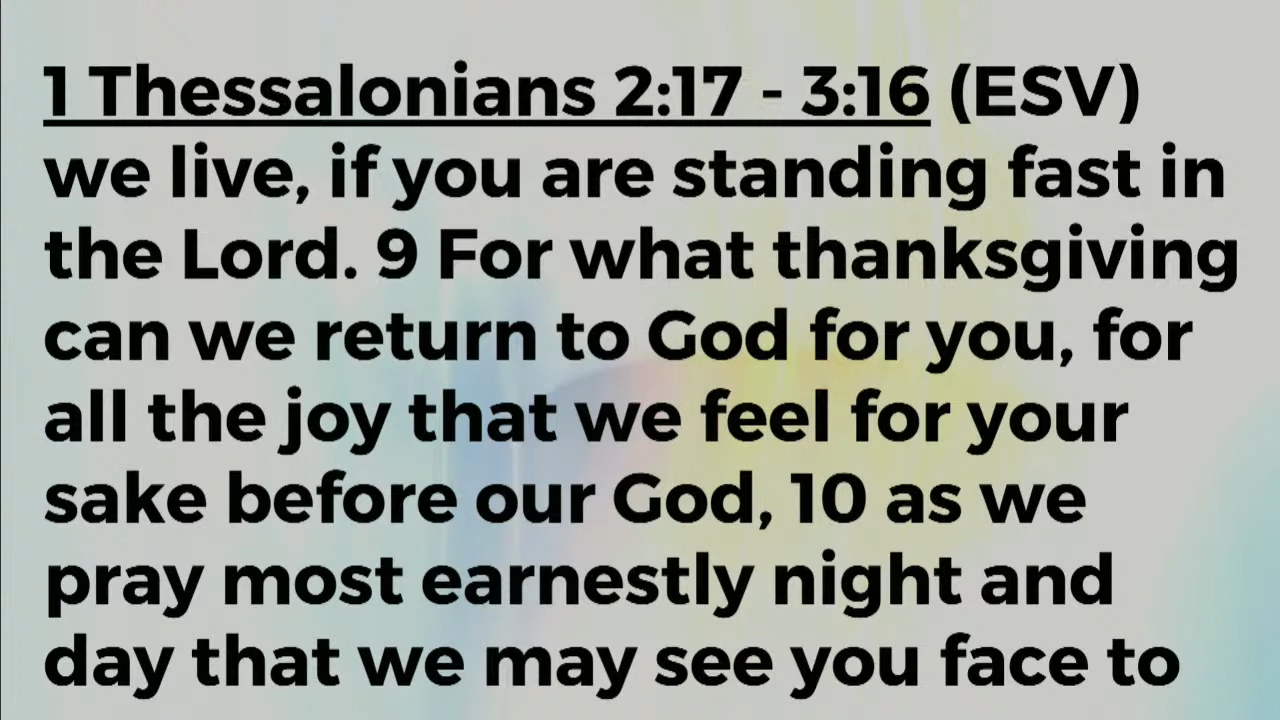 1 Thessalonians 2:17 - 3:16 (ESV)
we live, if you are standing fast in
the Lord. 9 For what thanksgiving
can we return to God for you, for
all the joy that we feel for your
sake before our God, 10 as we
pray most earnestly night and
day that we may see you face to